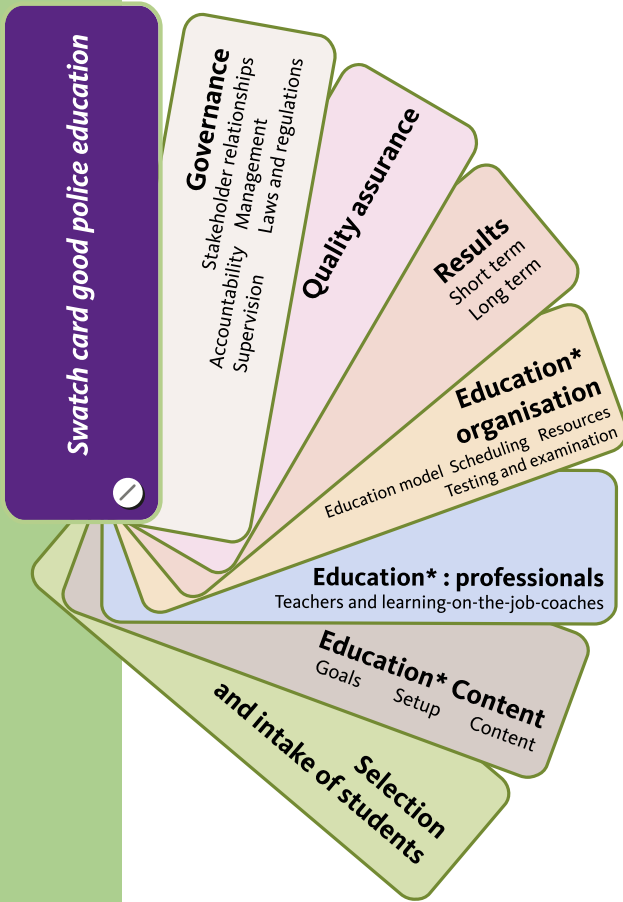 Swatch card good police education
Governance
Stakeholder relationships
Accountability Management
Supervision Laws and regulations
Quality assurance
Results
Short term
Long term
Education*
organisation
Education model Scheduling Resources
Testing and examination
Education* : professionals
Teachers and learning-on-the-job-coaches
Education* Content
Goals Setup Content
Selection
and intake of students